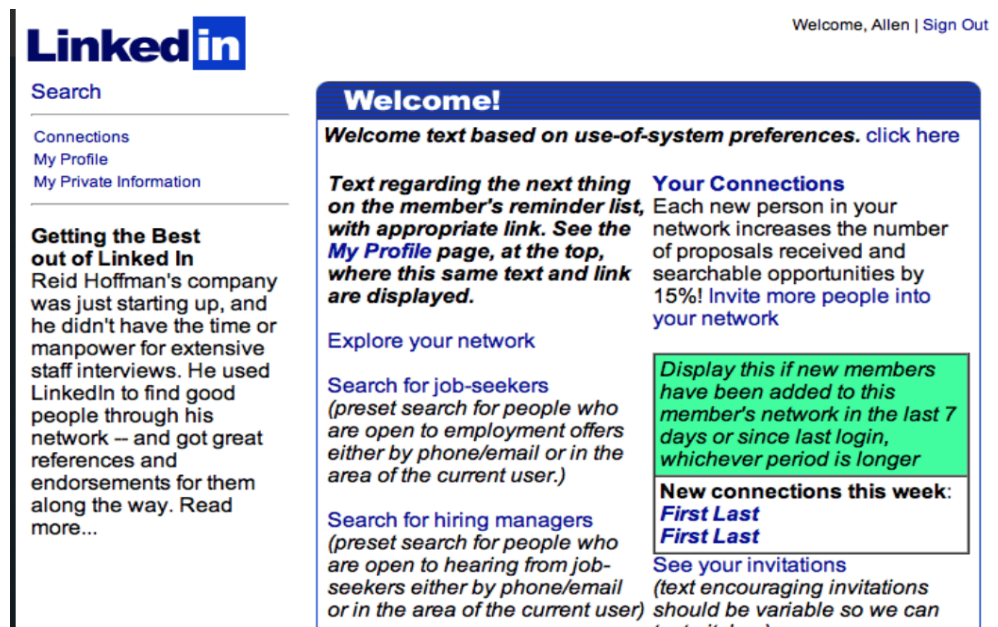 Welcome, Allen | Sign Out
Linked in
Search
Connections
My Profile
My Private Information
Getting the Best
out of Linked In
Reid Hoffman's company
was just starting up, and
he didn't have the time or
manpower for extensive
staff interviews. He used
LinkedIn to find good
people through his
network -- and got great
references and
endorsements for them
along the way. Read
more...
Welcome!
Welcome text based on use-of-system preferences. click here
Text regarding the next thing
on the member's reminder list,
with appropriate link. See the
My Profile page, at the top,
where this same text and link
are displayed.
Explore your network
Search for job-seekers
(preset search for people who
are open to employment offers
either by phone/email or in the
area of the current user.)
Search for hiring managers
(preset search for people who
are open to hearing from job-
seekers either by phone/email
or in the area of the current user)
Your Connections
Each new person in your
network increases the number
of proposals received and
searchable opportunities by
15%! Invite more people into
your network
Display this if new members
have been added to this
member's network in the last 7
days or since last login,
whichever period is longer
New connections this week:
First Last
First Last
See your invitations
(text encouraging invitations
should be variable so we can